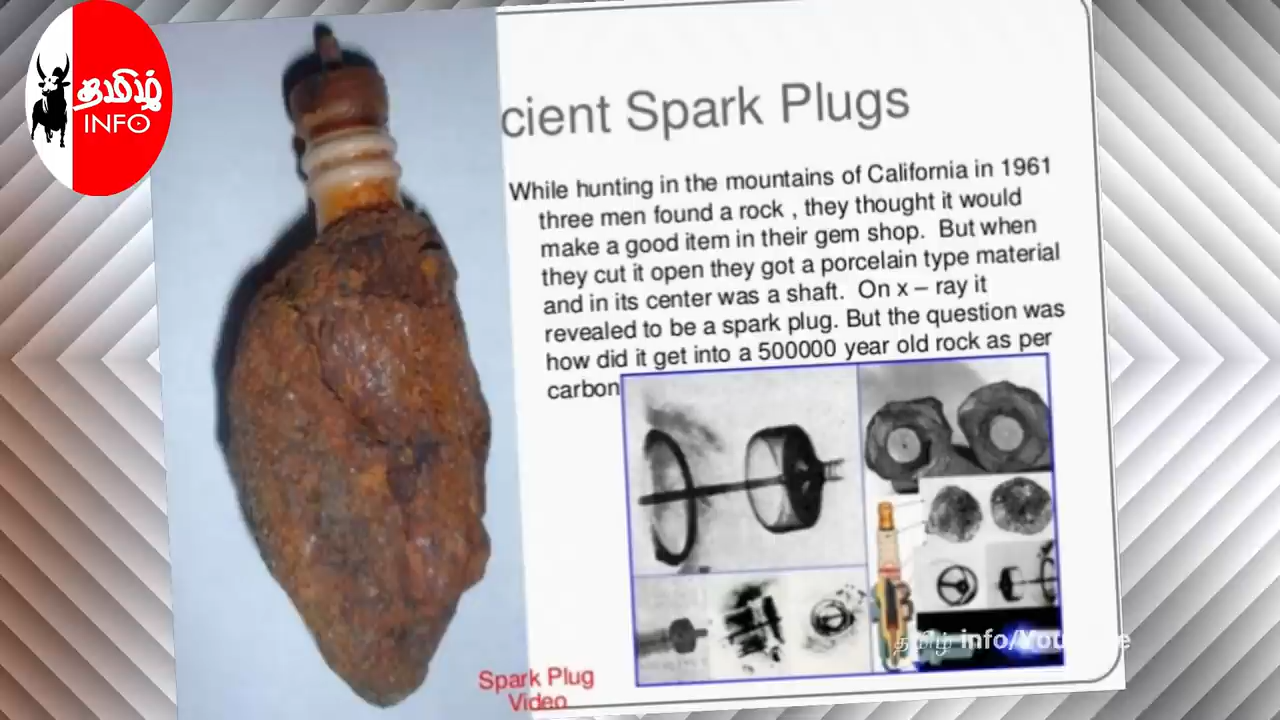 தமிழ்
INFO
cient Spark Plugs
While hunting in the mountains of California in 1961
three men found a rock , they thought it would
make a good item in their gem shop. But when
they cut it open they got a porcelain type material
and in its center was a shaft. On x – ray it
revealed to be a spark plug. But the question was
how did it get into a 500000 year old rock as per
carbon
தமிழ் info/YouTube
Spark Plug
Video